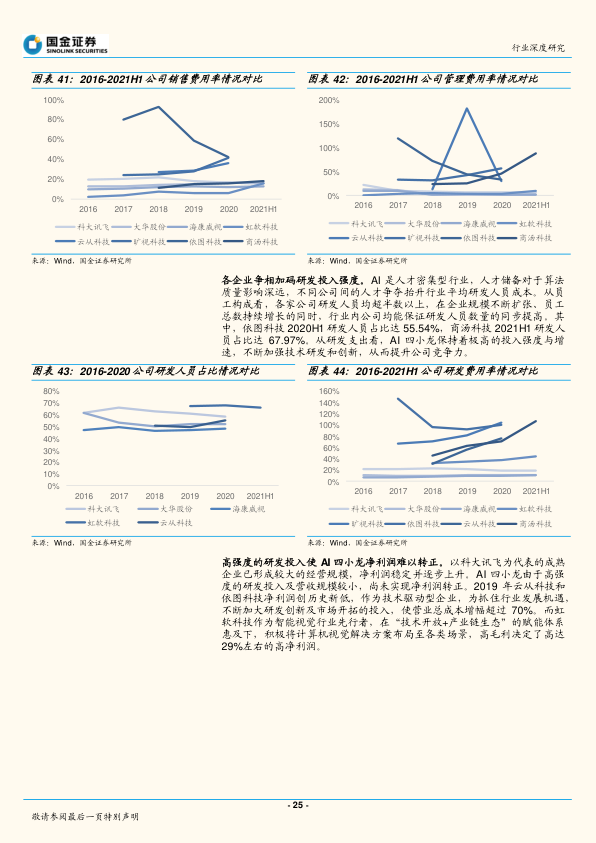 国金证券
SINOLINK SECURITIES
行业深度研究
图表 41：2016-2021H1 公司销售费用率情况对比
100%
80%
60%
40%
20%
0%
2016 2017 2018 2019 2020 2021H1
科大讯飞 大华股份 海康威视 虹软科技
云从科技 旷视科技 依图科技 商汤科技
来源：Wind，国金证券研究所
图表 42：2016-2021H1 公司管理费用率情况对比
200%
150%
100%
50%
0%
2016 2017 2018 2019 2020 2021H1
科大讯飞 大华股份 海康威视 虹软科技
云从科技 旷视科技 依图科技 商汤科技
来源：Wind，国金证券研究所
各企业争相加码研发投入强度。AI 是人才密集型行业，人才储备对于算法
质量影响深远，不同公司间的人才争夺抬升行业平均研发人员成本。从员
工构成看，各家公司研发人员均超半数以上，在企业规模不断扩张、员工
总数持续增长的同时，行业内公司均能保证研发人员数量的同步提高。其
中，依图科技 2020H1 研发人员占比达 55.54%，商汤科技 2021H1 研发人
员占比达 67.97%。从研发支出看，AI 四小龙保持着极高的投入强度与增
速，不断加强技术研发和创新，从而提升公司竞争力。
图表 43：2016-2020 公司研发人员占比情况对比
80%
70%
60%
50%
40%
30%
20%
10%
0%
2016 2017 2018 2019 2020 2021H1
科大讯飞 大华股份 海康威视
虹软科技 云从科技
来源：Wind，国金证券研究所
图表 44：2016-2021H1 公司研发费用率情况对比
160%
140%
120%
100%
80%
60%
40%
20%
0%
2016 2017 2018 2019 2020 2021H1
科大讯飞 大华股份 海康威视 虹软科技
旷视科技 依图科技 云从科技 商汤科技
来源：Wind，国金证券研究所
高强度的研发投入使 AI 四小龙净利润难以转正。以科大讯飞为代表的成熟
企业已形成较大的经营规模，净利润稳定并逐步上升。AI 四小龙由于高强
度的研发投入及营收规模较小，尚未实现净利润转正。2019 年云从科技和
依图科技净利润创历史新低，作为技术驱动型企业，为抓住行业发展机遇，
不断加大研发创新及市场开拓的投入，使营业总成本增幅超过 70%。而虹
软科技作为智能视觉行业先行者，在“技术开放+产业链生态”的赋能体系
惠及下，积极将计算机视觉解决方案布局至各类场景，高毛利决定了高达
29%左右的高净利润。
- 25 -
敬请参阅最后一页特别声明